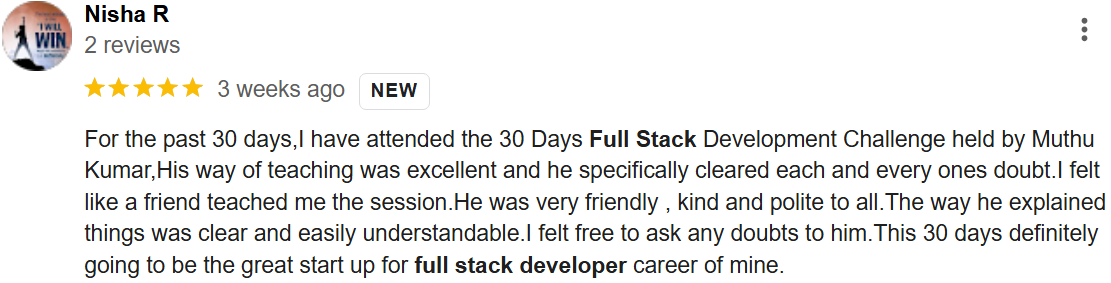 "I WILL
WIN
Nisha R
2 reviews
3 weeks ago NEW
For the past 30 days,I have attended the 30 Days Full Stack Development Challenge held by Muthu
Kumar,His way of teaching was excellent and he specifically cleared each and every ones doubt.I felt
like a friend teached me the session.He was very friendly , kind and polite to all.The way he explained
things was clear and easily understandable.I felt free to ask any doubts to him.This 30 days definitely
going to be the great start up for full stack developer career of mine.